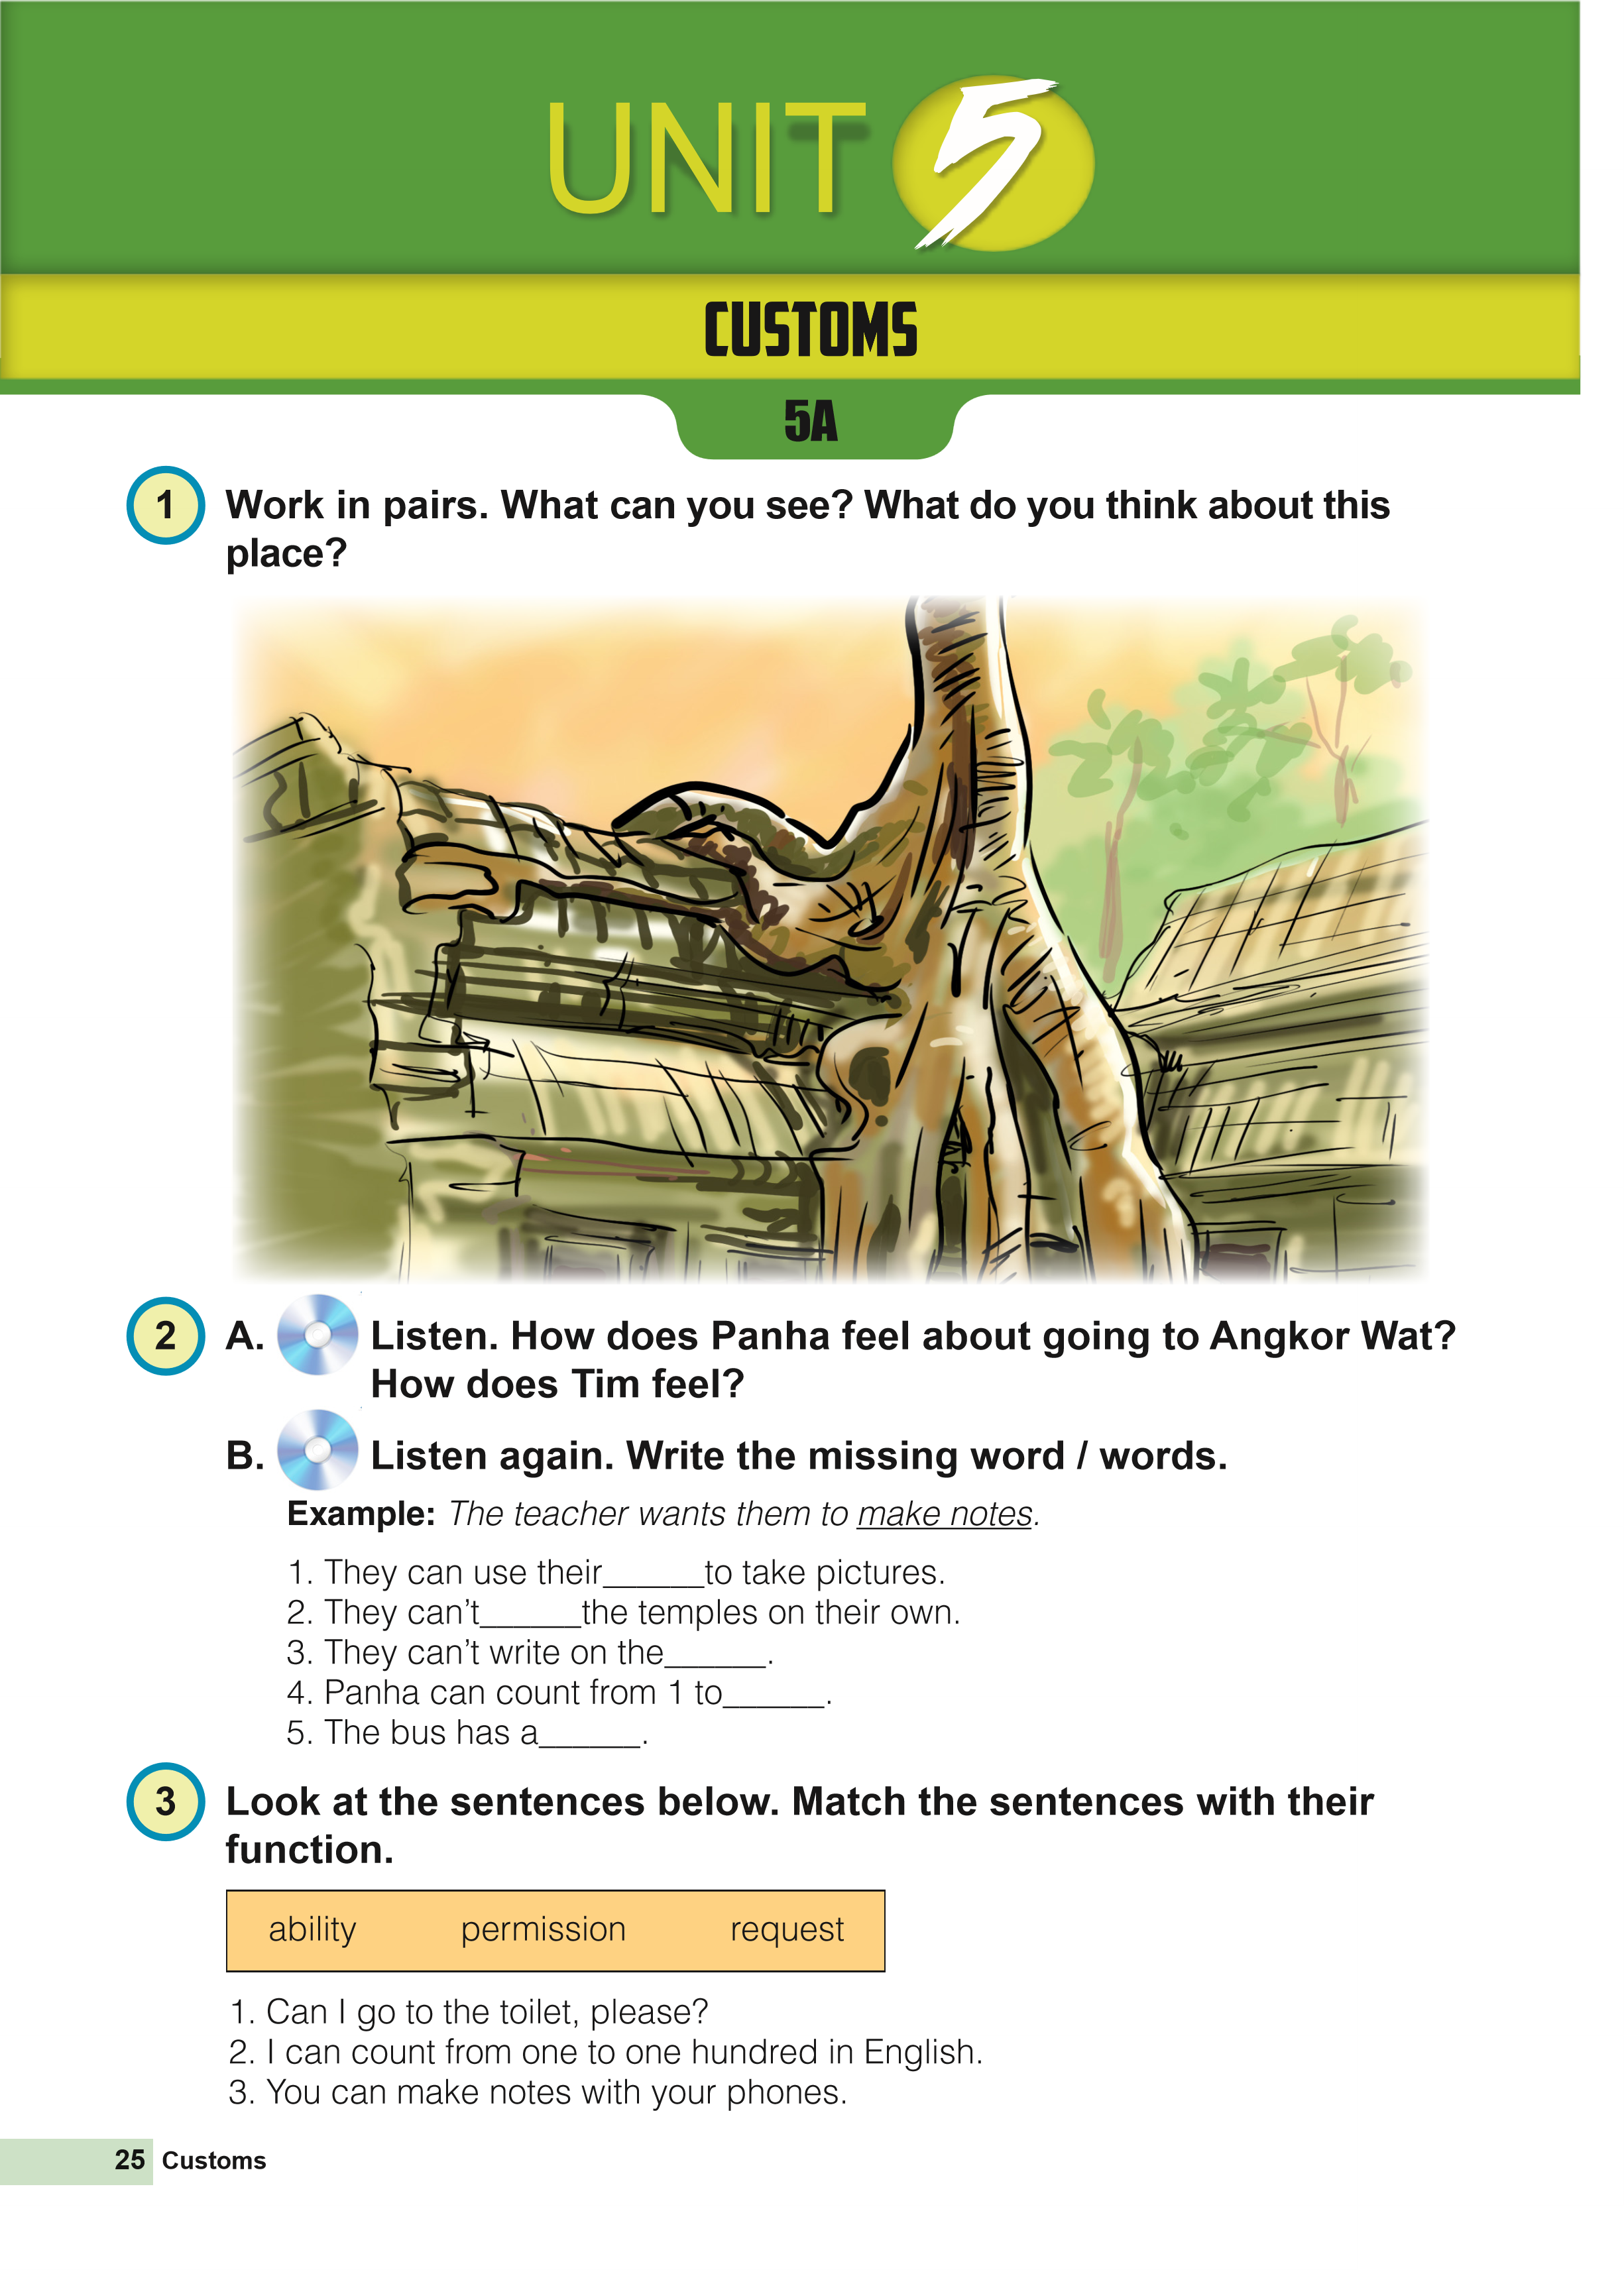 UNIT 5
CUSTOMS
5A
1 Work in pairs. What can you see? What do you think about this
place?
2 A. Listen. How does Panha feel about going to Angkor Wat?
How does Tim feel?
B. Listen again. Write the missing word / words.
Example: The teacher wants them to make notes.
1. They can use their______to take pictures.
2. They can't______the temples on their own.
3. They can't write on the______.
4. Panha can count from 1 to______.
5. The bus has a______.
3 Look at the sentences below. Match the sentences with their
function.
ability permission request
1. Can I go to the toilet, please?
2. I can count from one to one hundred in English.
3. You can make notes with your phones.
25 Customs